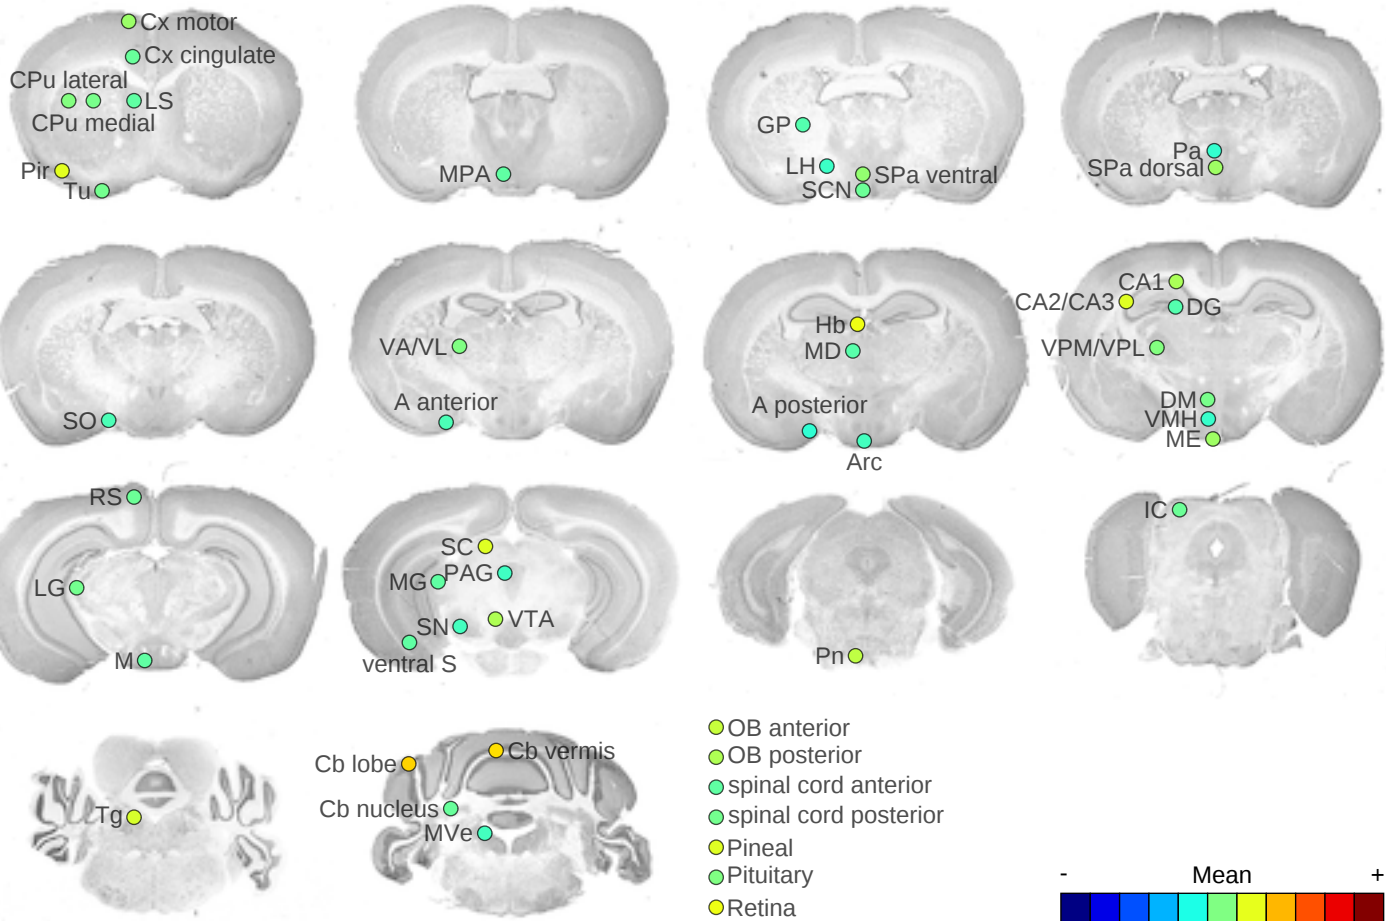 Cx motor
Cx cingulate
CPu lateral
LS
CPu medial
Pir
Tu
MPA
GP
LH
SPa ventral
SCN
Pa
SPa dorsal
SO
VA/VL
A anterior
Hb
MD
A posterior
Arc
CA1
CA2/CA3
DG
VPM/VPL
DM
VMH
ME
RS
LG
M
SC
MG
PAG
SN
VTA
ventral S
Pn
IC
Tg
Cb lobe
Cb vermis
Cb nucleus
MVe
OB anterior
OB posterior
spinal cord anterior
spinal cord posterior
Pineal
Pituitary
Retina
- Mean +